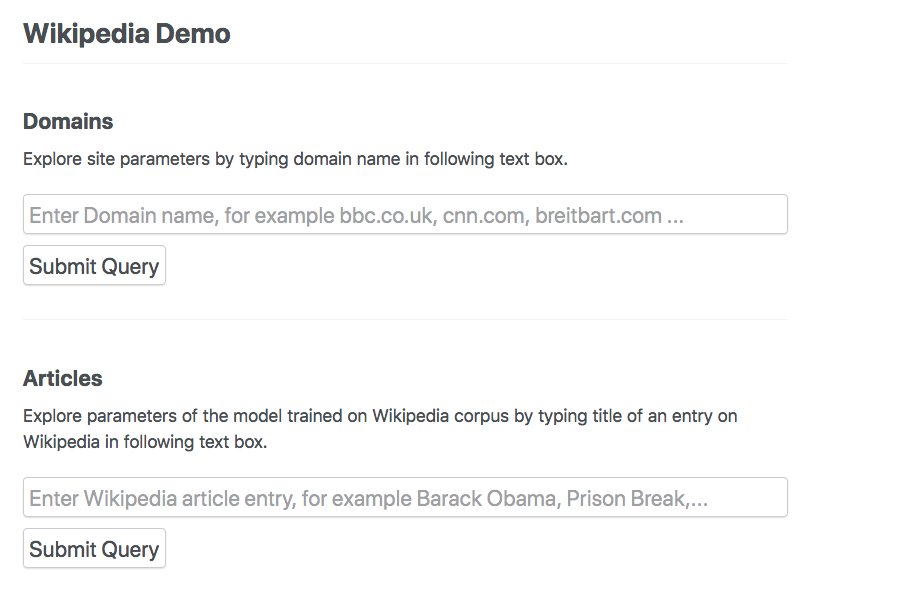 Wikipedia Demo
Domains
Explore site parameters by typing domain name in following text box.
Enter Domain name, for example bbc.co.uk, cnn.com, breitbart.com ...
Submit Query
Articles
Explore parameters of the model trained on Wikipedia corpus by typing title of an entry on
Wikipedia in following text box.
Enter Wikipedia article entry, for example Barack Obama, Prison Break,...
Submit Query